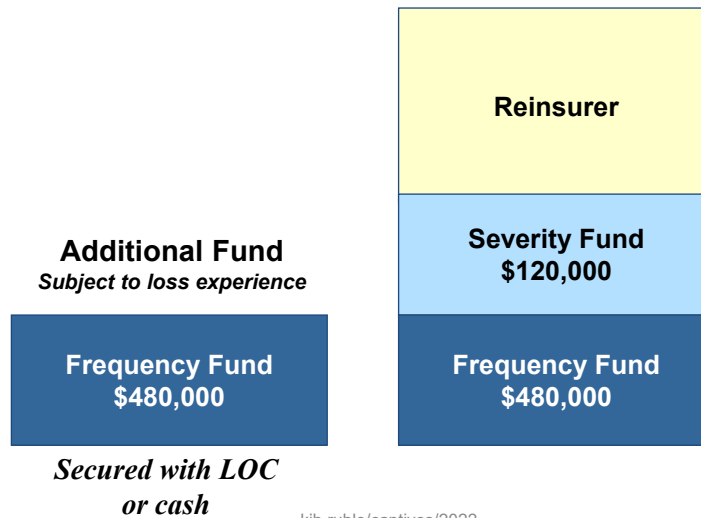 Reinsurer
Additional Fund
Subject to loss experience
Severity Fund
$120,000
Frequency Fund
$480,000
Frequency Fund
$480,000
Secured with LOC
or cash